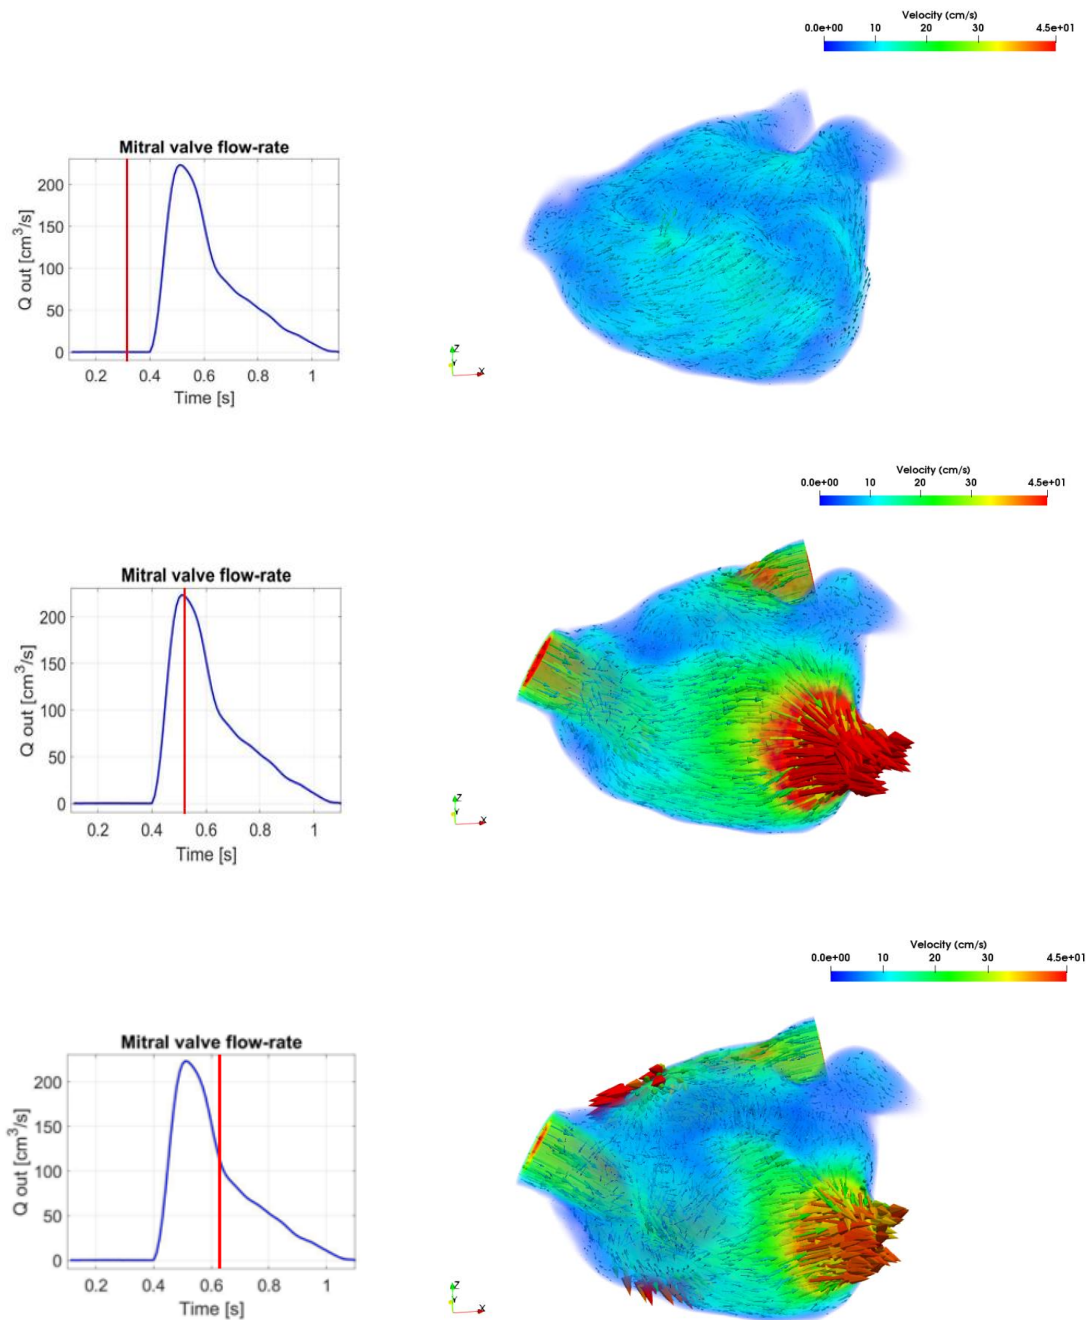 Velocity (cm/s)
0.0e+00 10 20 30 4.5e+01
Mitral valve flow-rate
Q out [cm³/s]
200
150
100
50
0
0.2 0.4 0.6 0.8 1
Time [s]
Z
Y
X
Velocity (cm/s)
0.0e+00 10 20 30 4.5e+01
Mitral valve flow-rate
Q out [cm³/s]
200
150
100
50
0
0.2 0.4 0.6 0.8 1
Time [s]
Z
Y
X
Velocity (cm/s)
0.0e+00 10 20 30 4.5e+01
Mitral valve flow-rate
Q out [cm³/s]
200
150
100
50
0
0.2 0.4 0.6 0.8 1
Time [s]
Z
Y
X